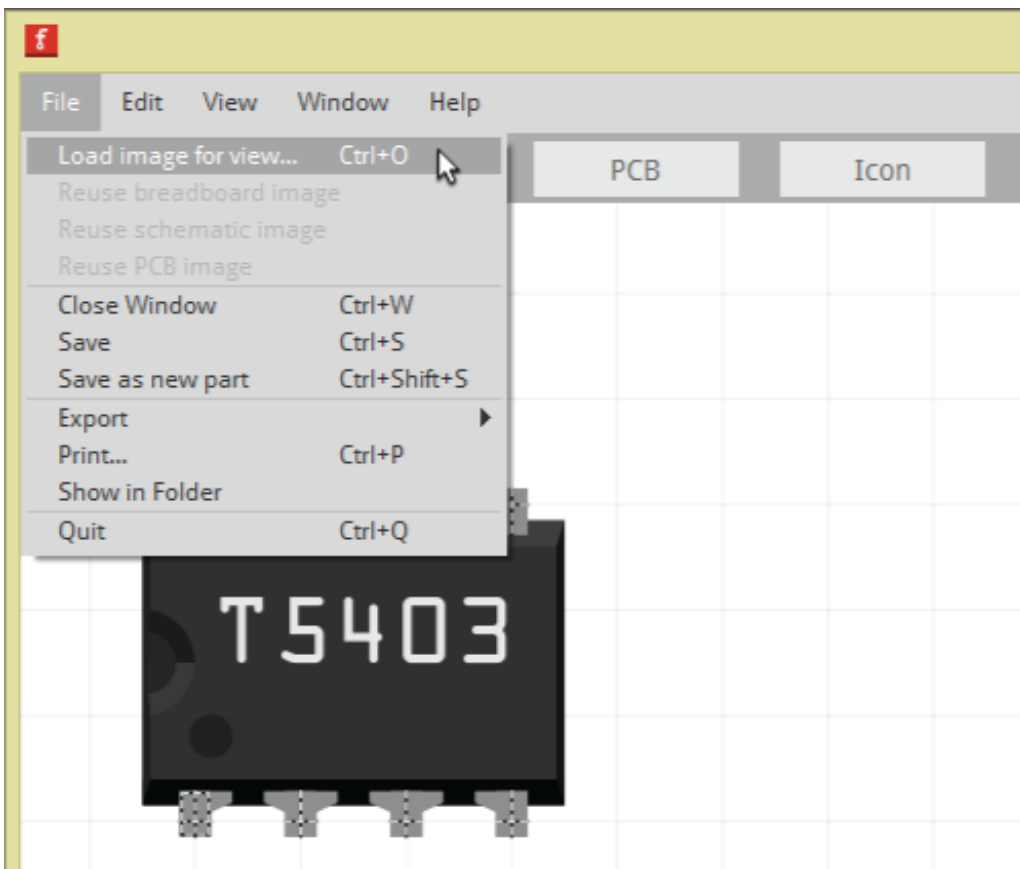 f
File Edit View Window Help
Load image for view... Ctrl+O
PCB Icon
Reuse breadboard image
Reuse schematic image
Reuse PCB image
Close Window Ctrl+W
Save Ctrl+S
Save as new part Ctrl+Shift+S
Export
Print... Ctrl+P
Show in Folder
Quit Ctrl+Q
T5403